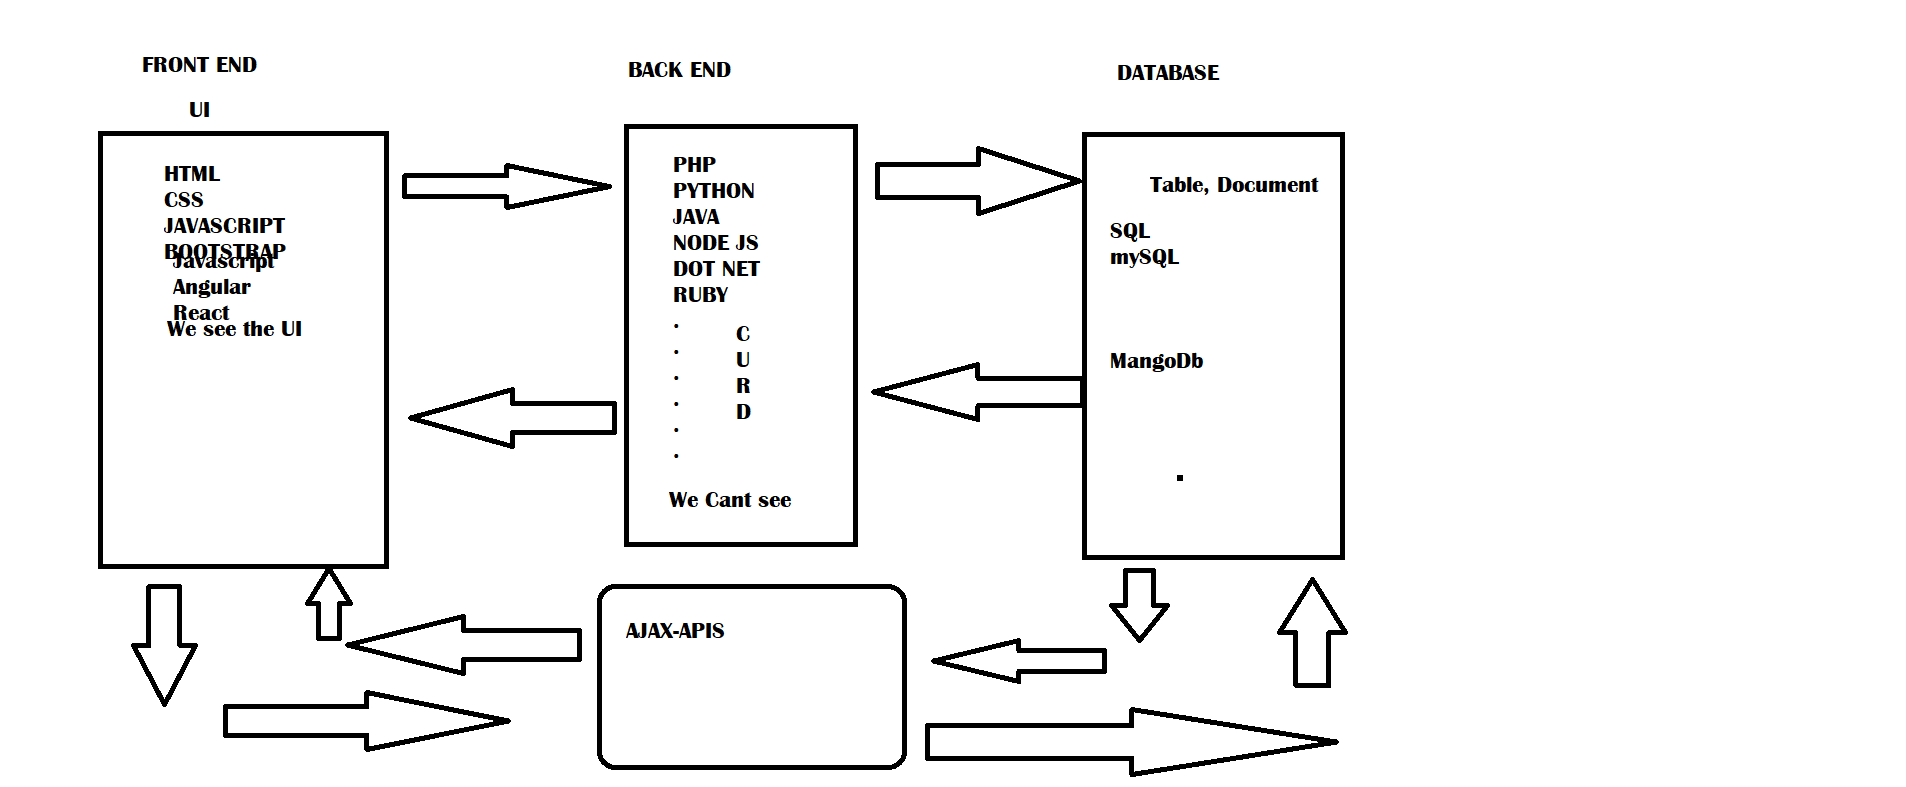 FRONT END
UI
HTML
CSS
JAVASCRIPT
BOOTSTRAP
Javascript
Angular
React
We see the UI
BACK END
PHP
PYTHON
JAVA
NODE JS
DOT NET
RUBY
.
.
.
.
.
.
C
U
R
D
We Cant see
DATABASE
Table, Document
SQL
mySQL
MangoDb
AJAX-APIS